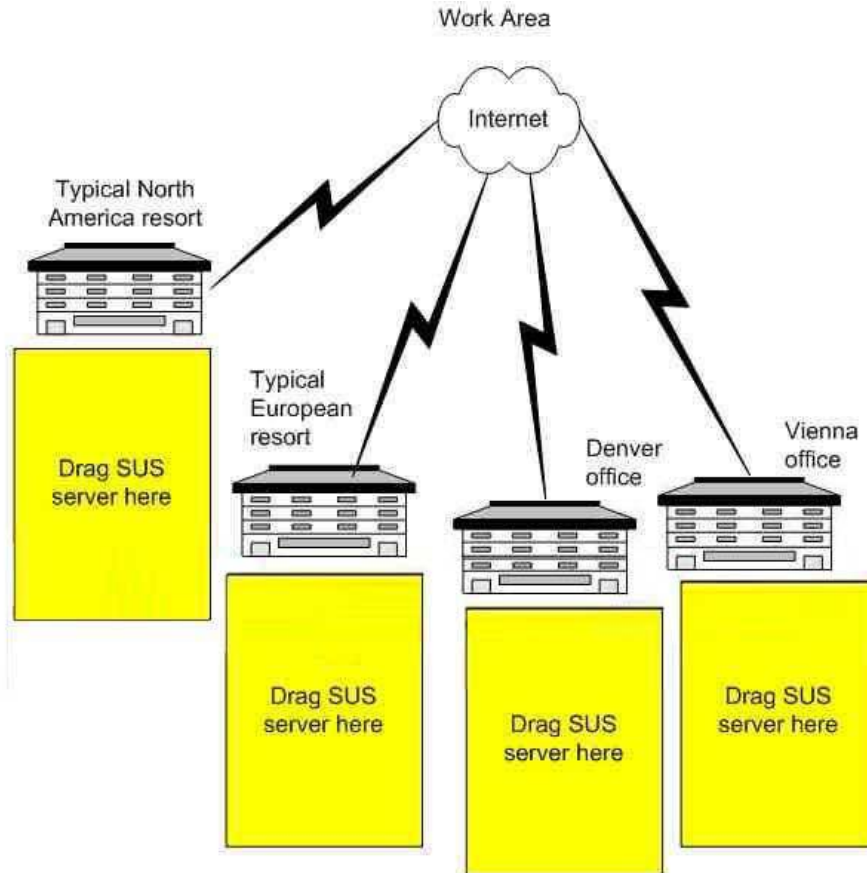 Work Area
Internet
Typical North
America resort
Drag SUS
server here
Typical
European
resort
Drag SUS
server here
Denver
office
Drag SUS
server here
Vienna
office
Drag SUS
server here